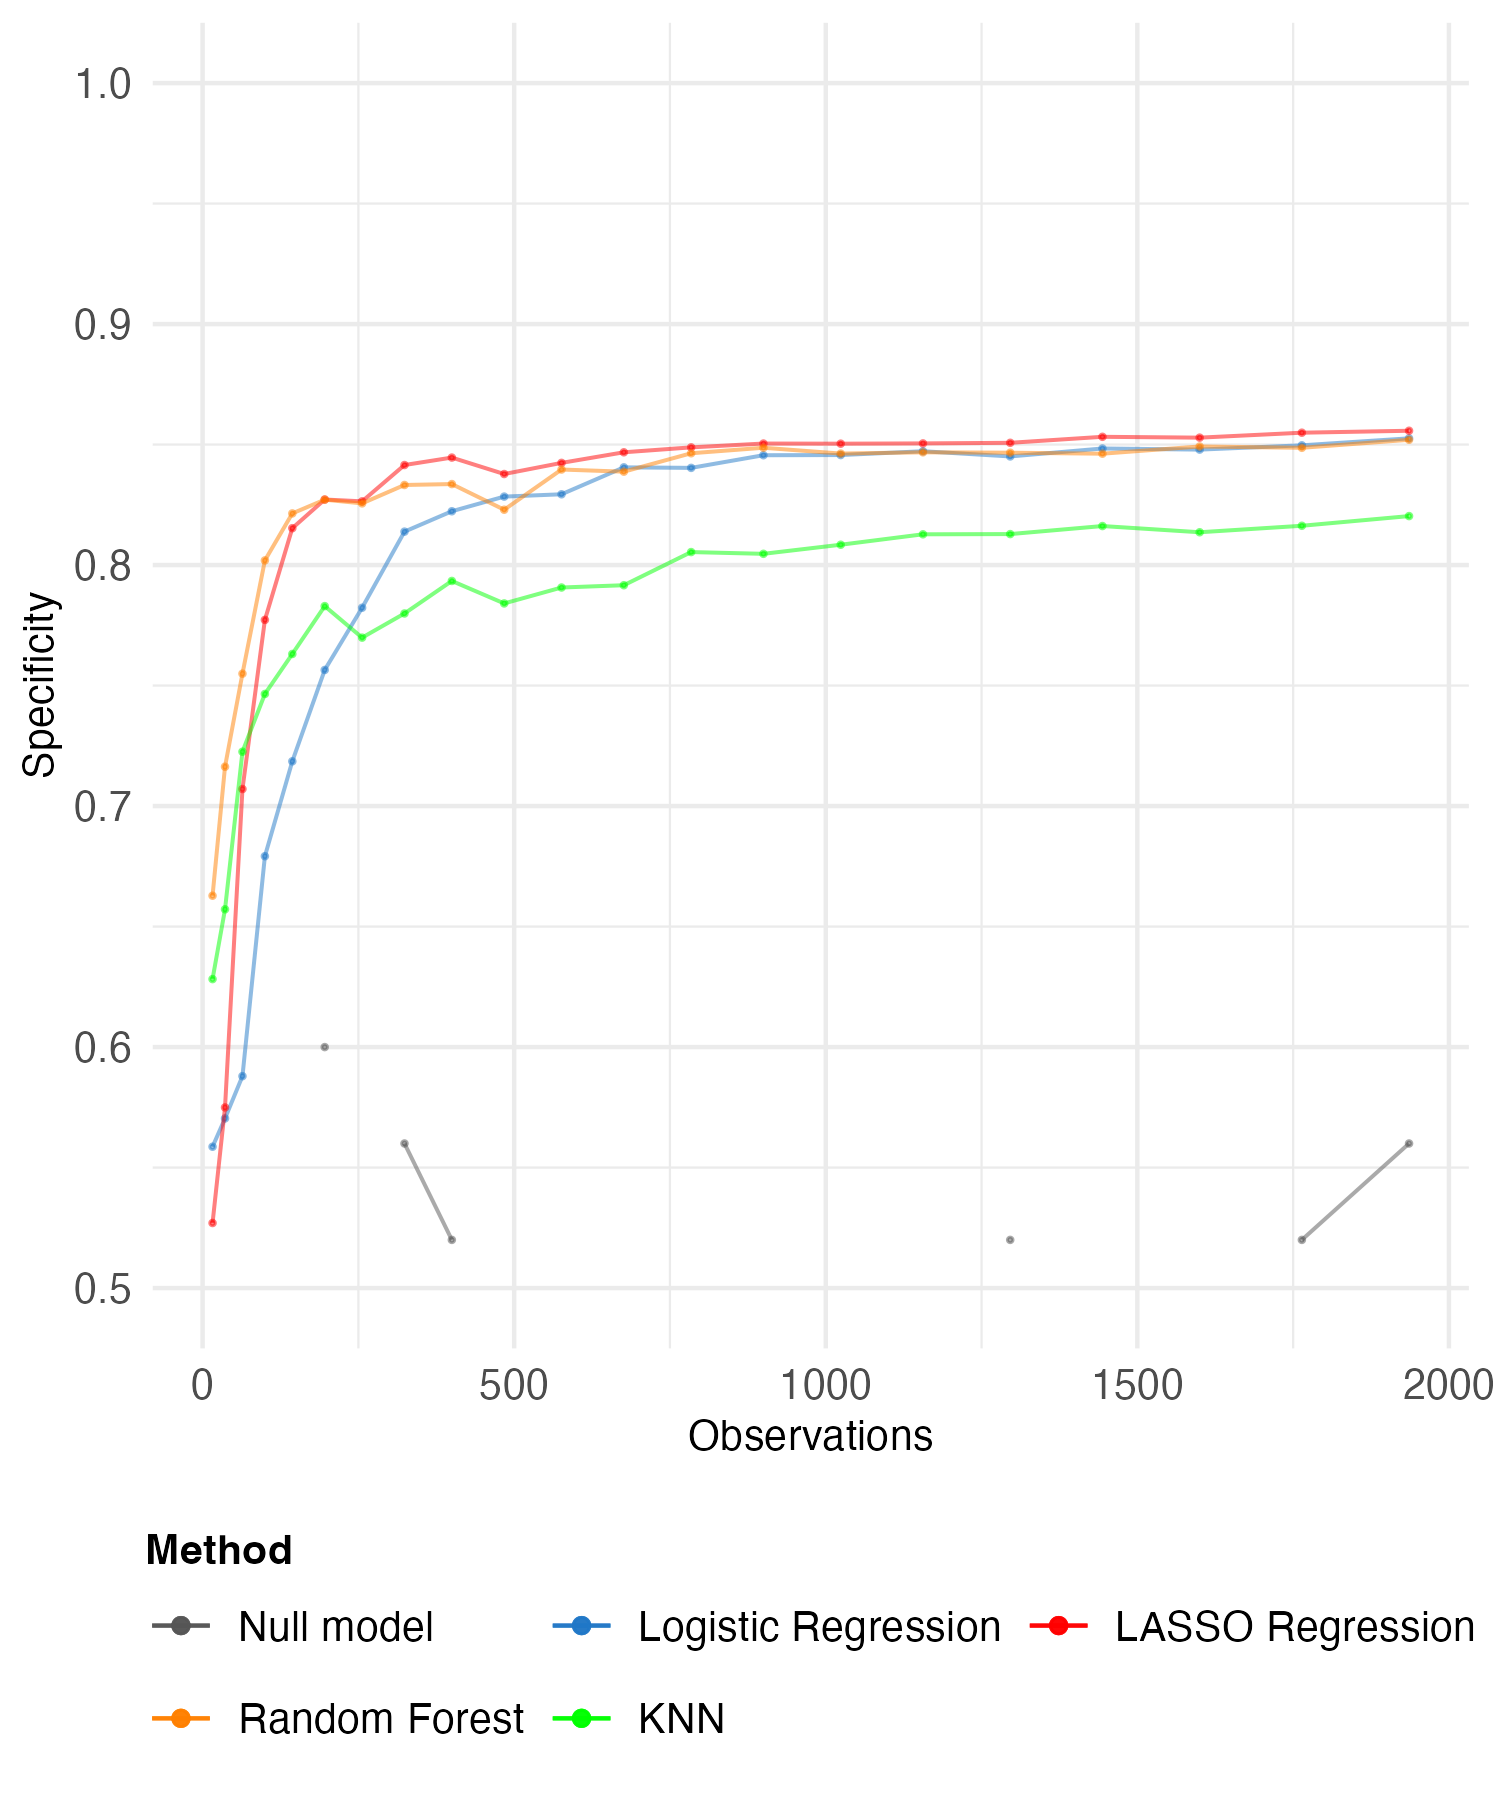 1.0
0.9
0.8
0.7
0.6
0.5
Specificity
0 500 1000 1500 2000
Observations
Method
Null model Logistic Regression LASSO Regression
Random Forest KNN